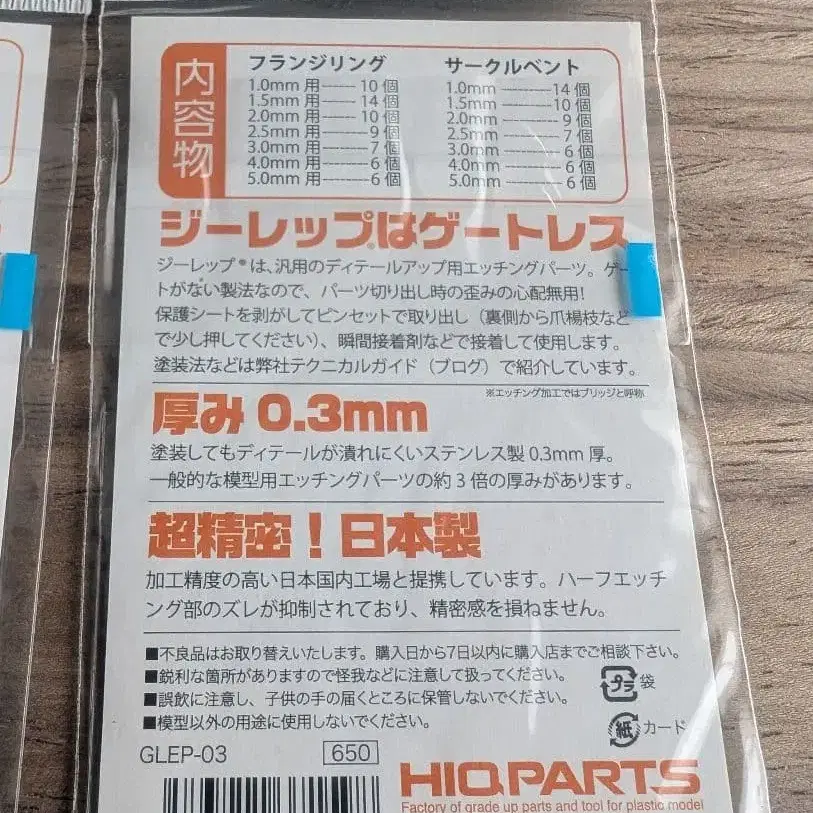 内容物
フランジリング
1.0mm 用 —— 10 個
1.5mm 用 —— 14 個
2.0mm 用 —— 10 個
2.5mm 用 —— 9 個
3.0mm 用 —— 7 個
4.0mm 用 —— 6 個
5.0mm 用 —— 6 個
サークルベント
1.0mm —— 14 個
1.5mm —— 10 個
2.0mm —— 9 個
2.5mm —— 7 個
3.0mm —— 6 個
4.0mm —— 6 個
5.0mm —— 6 個
ジーレップはゲートレス
ジーレップ®は、汎用のディテールアップ用エッチングパーツ。ゲー
トがない製法なので、パーツ切り出し時の歪みの心配無用!
保護シートを剥がしてピンセットで取り出し（裏側から爪楊枝など
で少し押してください）、瞬間接着剤などで接着して使用します。
塗装法などは弊社テクニカルガイド（ブログ）で紹介しています。
※エッチング加工ではブリッジと呼称
厚み 0.3mm
塗装してもディテールが潰れにくいステンレス製 0.3mm 厚。
一般的な模型用エッチングパーツの約 3 倍の厚みがあります。
超精密！日本製
加工精度の高い日本国内工場と提携しています。ハーフエッチ
ング部のズレが抑制されており、精密感を損ねません。
■不良品はお取り替えいたします。購入日から7日以内に購入店までご相談下さい。
■鋭利な箇所がありますので怪我などに注意して扱ってください。
■誤飲に注意し、子供の手の届くところに保管しないでください。
■模型以外の用途に使用しないでください。
プラ 袋
紙 カード
GLEP-03 650
HIQPARTS
Factory of grade up parts and tool for plastic model